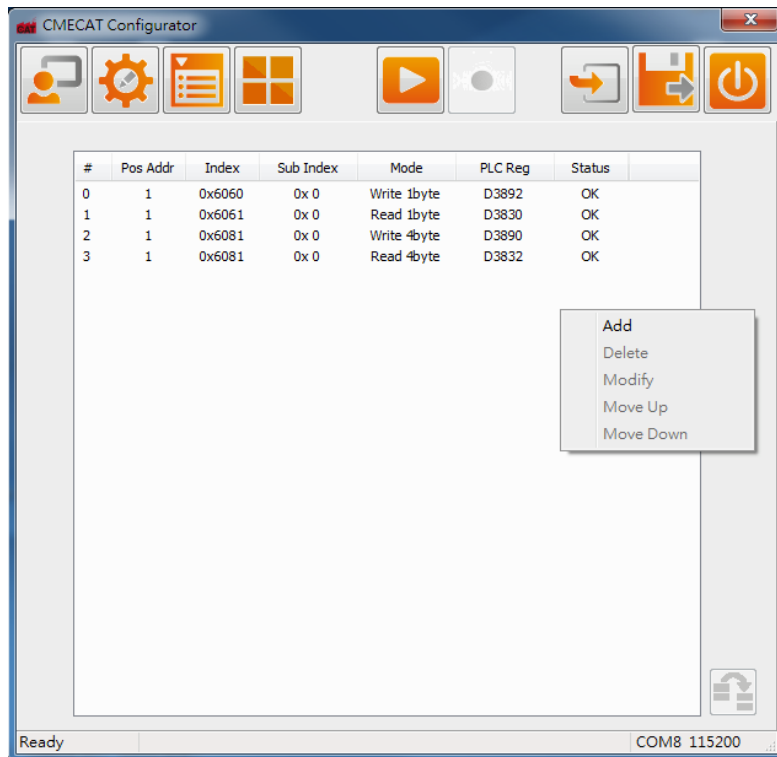 CAT CMECAT Configurator
# Pos Addr Index Sub Index Mode PLC Reg Status
0 1 0x6060 0x 0 Write 1byte D3892 OK
1 1 0x6061 0x 0 Read 1byte D3830 OK
2 1 0x6081 0x 0 Write 4byte D3890 OK
3 1 0x6081 0x 0 Read 4byte D3832 OK
Add
Delete
Modify
Move Up
Move Down
Ready COM8 115200